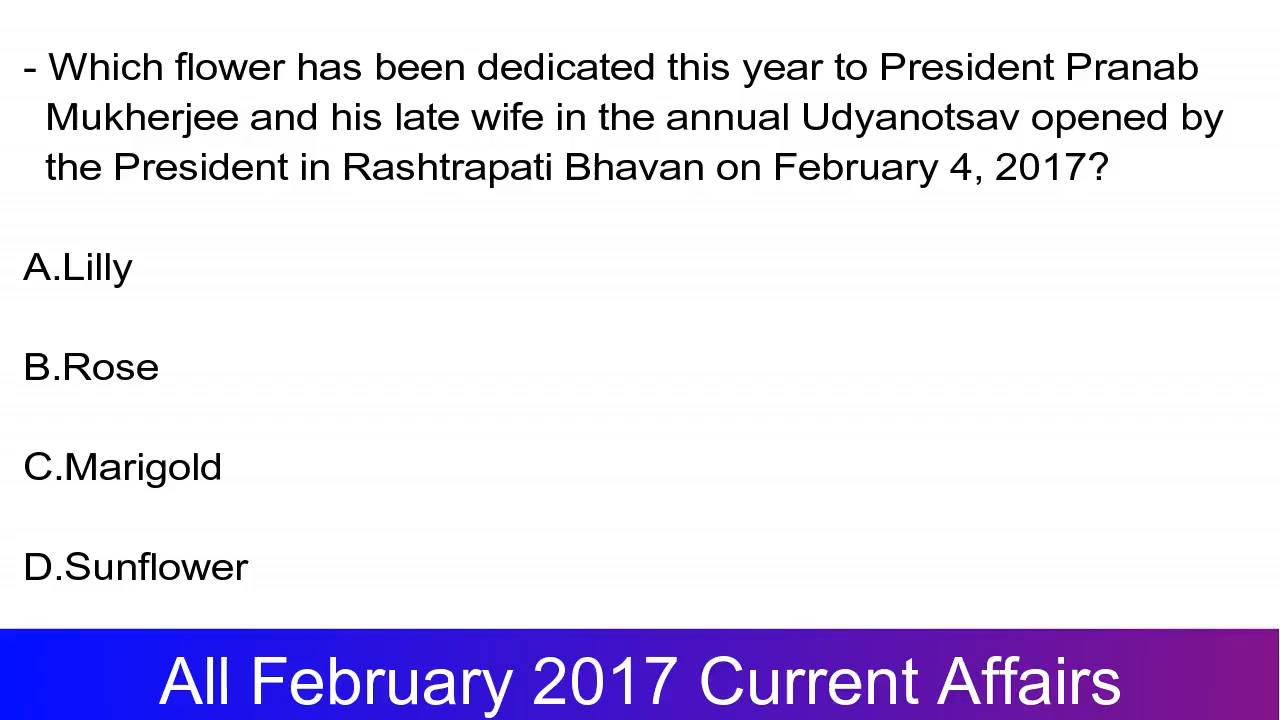 - Which flower has been dedicated this year to President Pranab
Mukherjee and his late wife in the annual Udyanotsav opened by
the President in Rashtrapati Bhavan on February 4, 2017?
A.Lilly
B.Rose
C.Marigold
D.Sunflower
All February 2017 Current Affairs